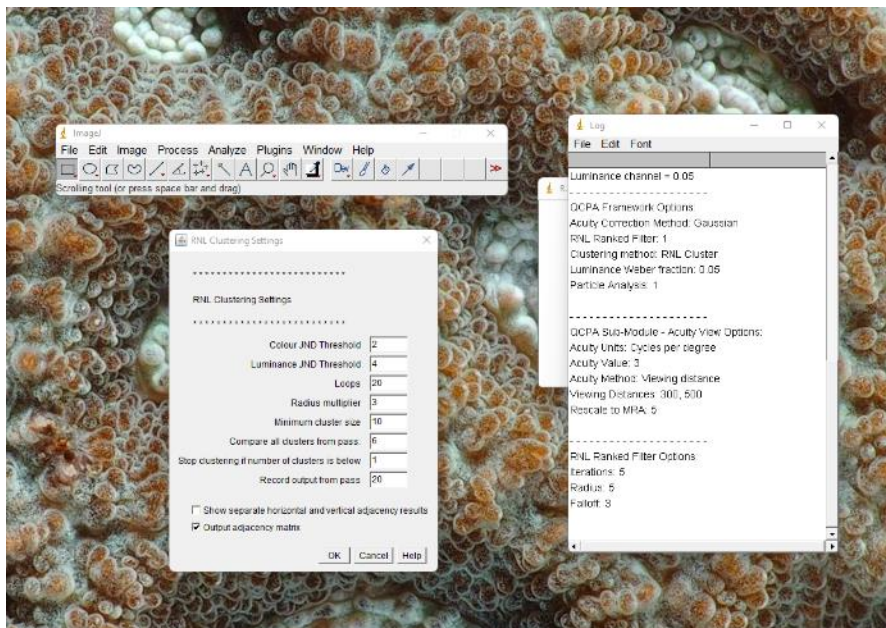 ImageJ
File Edit Image Process Analyze Plugins Window Help
Scrolling tool (or press space bar and drag)
RNL Clustering Settings
RNL Clustering Settings
Colour JND Threshold 2
Luminance JND Threshold 4
Loops 20
Radius multiplier 3
Minimum cluster size 10
Compare all clusters from pass: 6
Stop clustering if number of clusters is below 1
Record output from pass 20
Show separate horizontal and vertical adjacency results
Output adjacency matrix
OK Cancel Help
Log
File Edit Font
Luminance channel = 0.05
QCPA Framework Options:
Acuity Correction Method: Gaussian
RNL Ranked Filter: 1
Clustering method: RNL Cluster
Luminance Weber fraction: 0.05
Particle Analysis: 1
QCPA Sub-Module - Acuity View Options:
Acuity Units: Cycles per degree
Acuity Value: 3
Acuity Method: Viewing distance
Viewing Distances: 300, 500
Rescale to MRA: 5
RNL Ranked Filter Options:
Iterations: 5
Radius: 5
Falloff: 3